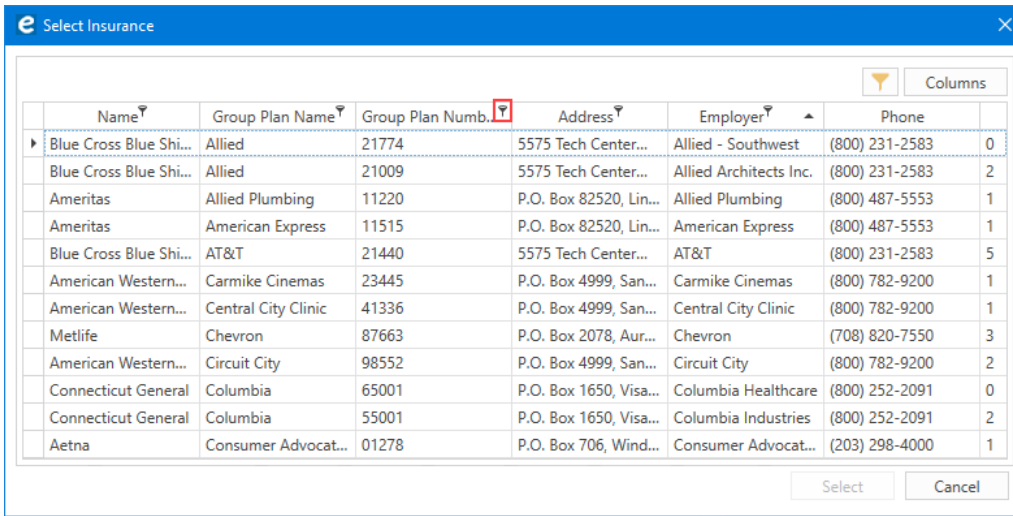 e Select Insurance
Columns
Name Group Plan Name Group Plan Numb... Address Employer Phone
Blue Cross Blue Shi... Allied 21774 5575 Tech Center... Allied - Southwest (800) 231-2583 0
Blue Cross Blue Shi... Allied 21009 5575 Tech Center... Allied Architects Inc. (800) 231-2583 2
Ameritas Allied Plumbing 11220 P.O. Box 82520, Lin... Allied Plumbing (800) 487-5553 1
Ameritas American Express 11515 P.O. Box 82520, Lin... American Express (800) 487-5553 1
Blue Cross Blue Shi... AT&T 21440 5575 Tech Center... AT&T (800) 231-2583 5
American Western... Carmike Cinemas 23445 P.O. Box 4999, San... Carmike Cinemas (800) 782-9200 1
American Western... Central City Clinic 41336 P.O. Box 4999, San... Central City Clinic (800) 782-9200 1
Metlife Chevron 87663 P.O. Box 2078, Aur... Chevron (708) 820-7550 3
American Western... Circuit City 98552 P.O. Box 4999, San... Circuit City (800) 782-9200 2
Connecticut General Columbia 65001 P.O. Box 1650, Visa... Columbia Healthcare (800) 252-2091 0
Connecticut General Columbia 55001 P.O. Box 1650, Visa... Columbia Industries (800) 252-2091 2
Aetna Consumer Advocat... 01278 P.O. Box 706, Wind... Consumer Advocat... (203) 298-4000 1
Select Cancel